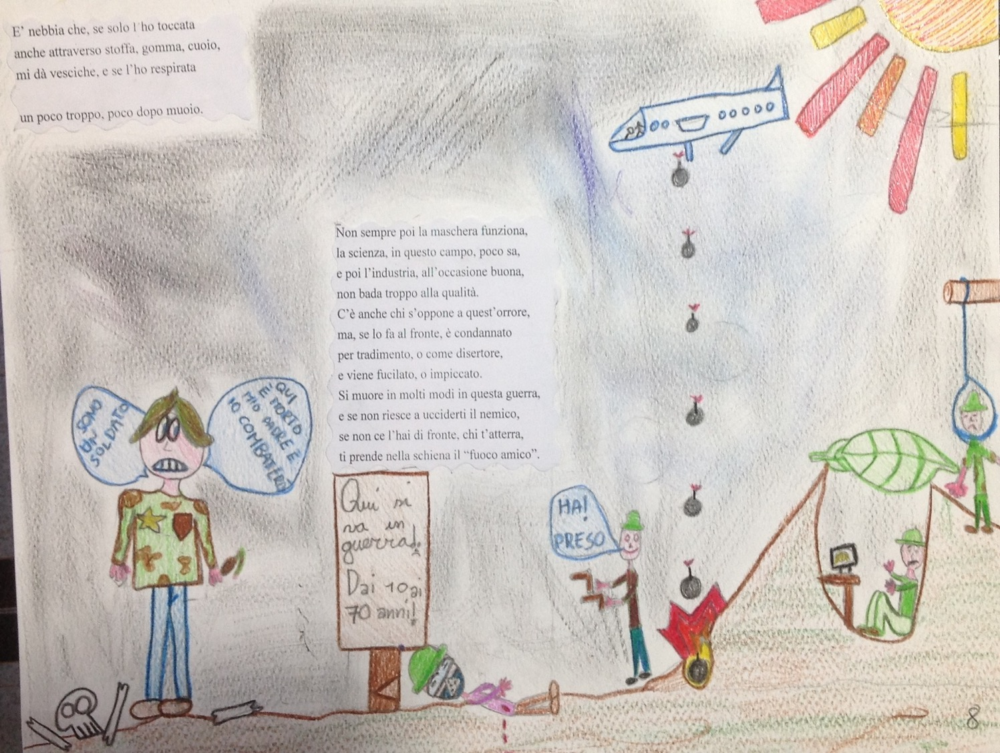 E' nebbia che, se solo l'ho toccata
anche attraverso stoffa, gomma, cuoio,
mi dà vesciche, e se l'ho respirata
un poco troppo, poco dopo muoio.
Non sempre poi la maschera funziona,
la scienza, in questo campo, poco sa,
e poi l'industria, all'occasione buona,
non bada troppo alla qualità.
C'è anche chi s'oppone a quest'orrore,
ma, se lo fa al fronte, è condannato
per tradimento, o come disertore,
e viene fucilato, o impiccato.
Si muore in molti modi in questa guerra,
e se non riesce a ucciderti il nemico,
se non ce l'hai di fronte, chi t'atterra,
ti prende nella schiena il “fuoco amico”.
SONO
UN
SOLDATO
QUI
E' MORTO
MIO PADRE E
IO COMBATTERÒ
Qui si
va in
guerra!
Dai 10 ai
70 anni!
HA!
PRESO
8